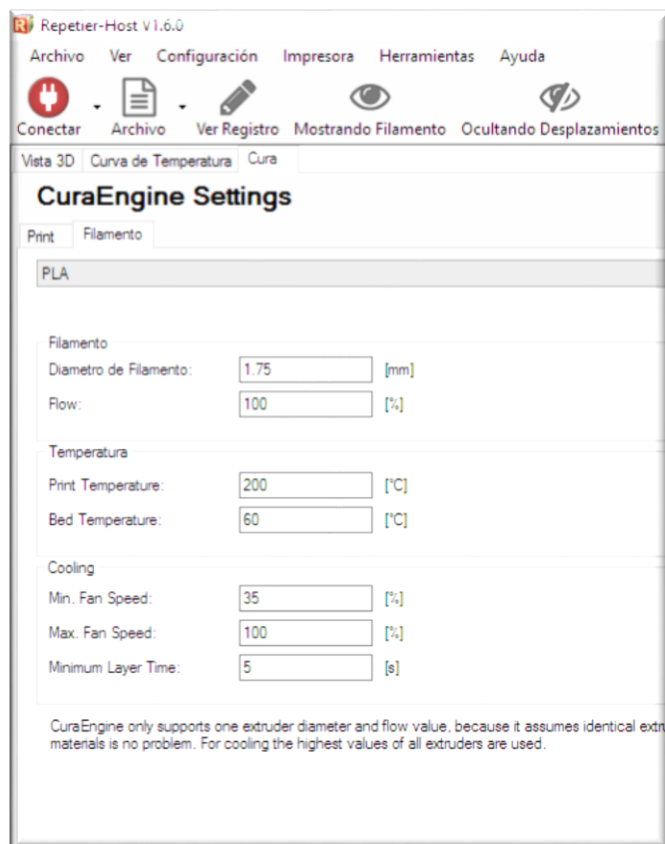 Repetier-Host V1.6.0
Archivo Ver Configuración Impresora Herramientas Ayuda
Conectar Archivo Ver Registro Mostrando Filamento Ocultando Desplazamientos
Vista 3D Curva de Temperatura Cura
CuraEngine Settings
Print Filamento
PLA
Filamento
Diametro de Filamento: 1.75 [mm]
Flow: 100 [%]
Temperatura
Print Temperature: 200 [°C]
Bed Temperature: 60 [°C]
Cooling
Min. Fan Speed: 35 [%]
Max. Fan Speed: 100 [%]
Minimum Layer Time: 5 [s]
CuraEngine only supports one extruder diameter and flow value, because it assumes identical extru
materials is no problem. For cooling the highest values of all extruders are used.